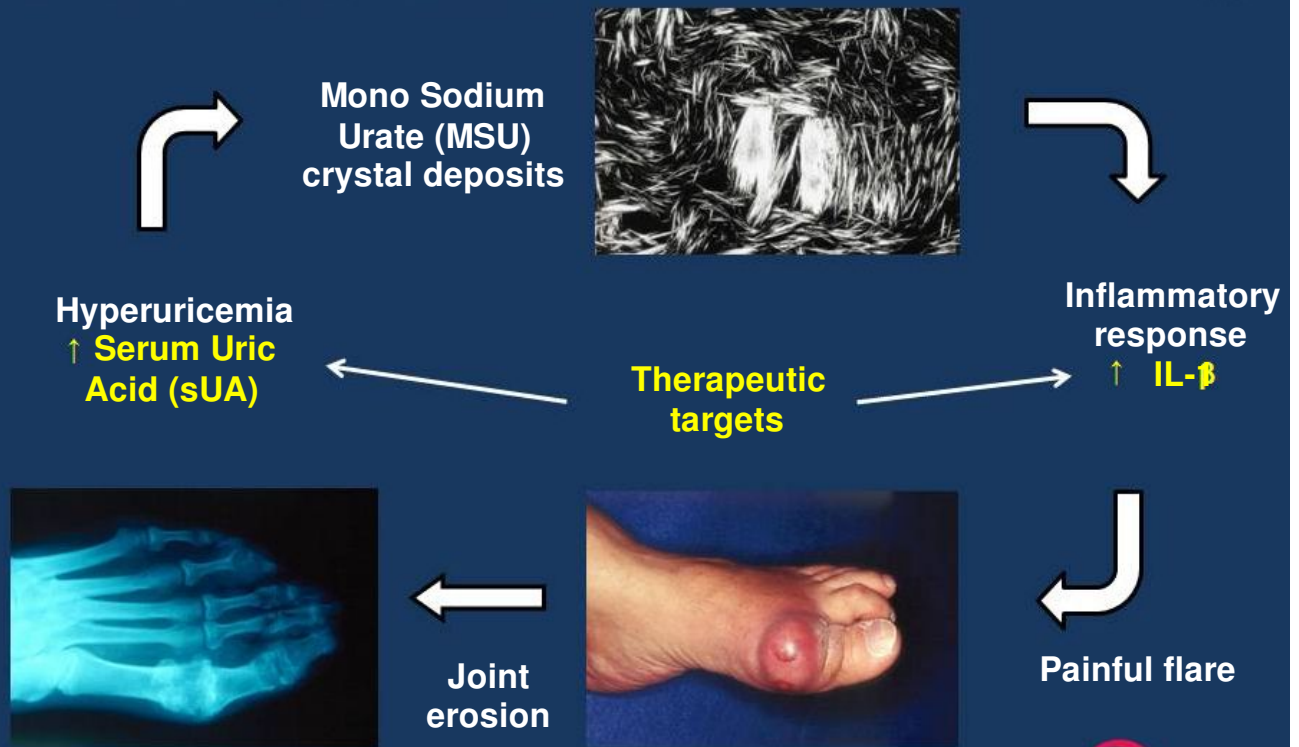 Mono Sodium
Urate (MSU)
crystal deposits
Hyperuricemia
↑ Serum Uric
Acid (sUA)
Inflammatory
response
↑ IL-1β
Therapeutic
targets
Joint
erosion
Painful flare